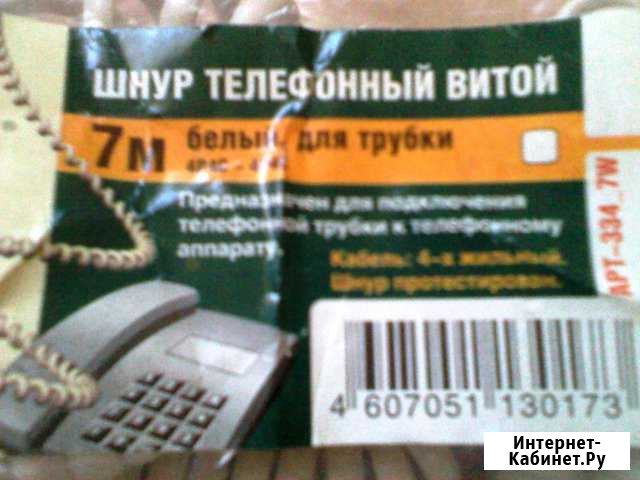 ШНУР ТЕЛЕФОННЫЙ ВИТОЙ
7м белый, для трубки
Предназначен для подключения
телефонной трубки к телефонному
аппарату.
Кабель: 4-х жильный.
Шнур протестирован.
АРТ-334_7W
4 607051 130173
Интернет-
Кабинет.Ру